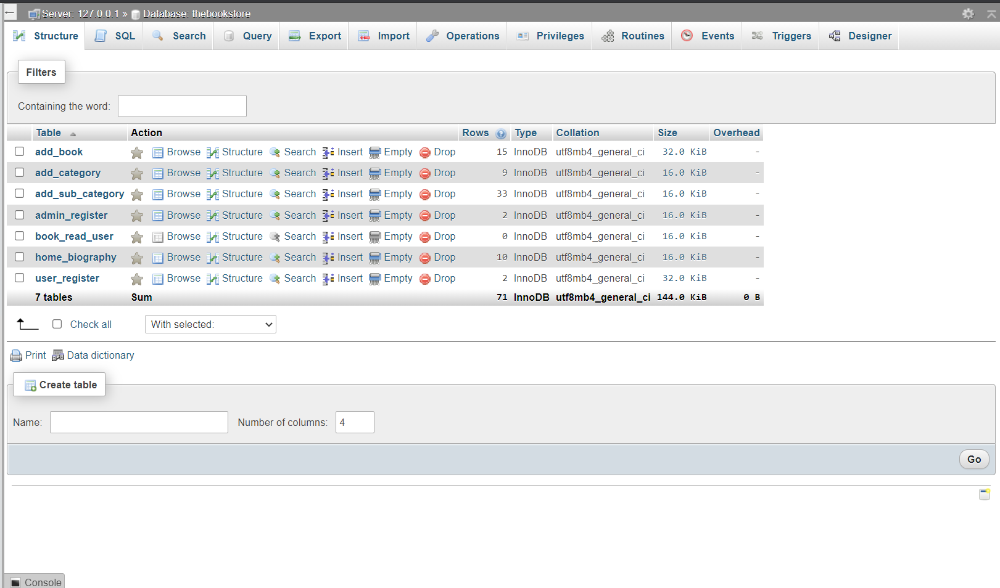 Server: 127.0.0.1 » Database: thebookstore
Structure SQL Search Query Export Import Operations Privileges Routines Events Triggers Designer
Filters
Containing the word:
Table Action Rows Type Collation Size Overhead
add_book Browse Structure Search Insert Empty Drop 15 InnoDB utf8mb4_general_ci 32.0 KiB -
add_category Browse Structure Search Insert Empty Drop 9 InnoDB utf8mb4_general_ci 16.0 KiB -
add_sub_category Browse Structure Search Insert Empty Drop 33 InnoDB utf8mb4_general_ci 16.0 KiB -
admin_register Browse Structure Search Insert Empty Drop 2 InnoDB utf8mb4_general_ci 16.0 KiB -
book_read_user Browse Structure Search Insert Empty Drop 0 InnoDB utf8mb4_general_ci 16.0 KiB -
home_biography Browse Structure Search Insert Empty Drop 10 InnoDB utf8mb4_general_ci 16.0 KiB -
user_register Browse Structure Search Insert Empty Drop 2 InnoDB utf8mb4_general_ci 32.0 KiB -
7 tables Sum 71 InnoDB utf8mb4_general_ci 144.0 KiB 0 B
Check all With selected:
Print Data dictionary
Create table
Name: Number of columns: 4
Go
Console